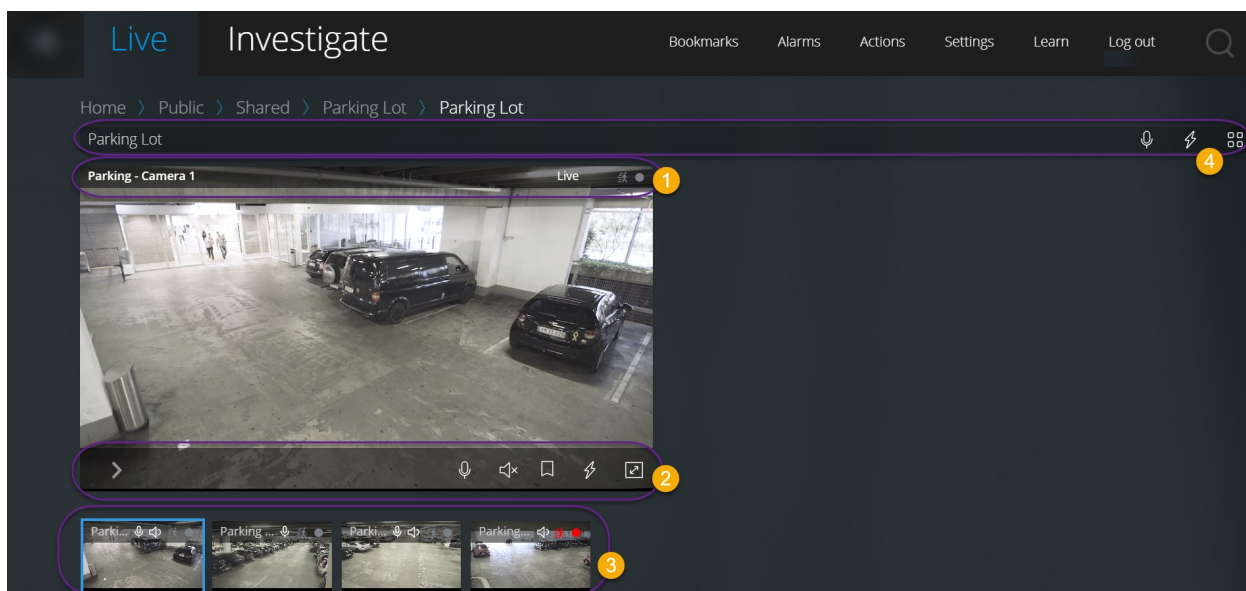 Live Investigate Bookmarks Alarms Actions Settings Learn Log out
Home 〉 Public 〉 Shared 〉 Parking Lot 〉 Parking Lot
Parking Lot
4
Parking - Camera 1 Live
1
2
Parki... Parking ... Parki... Parking...
3